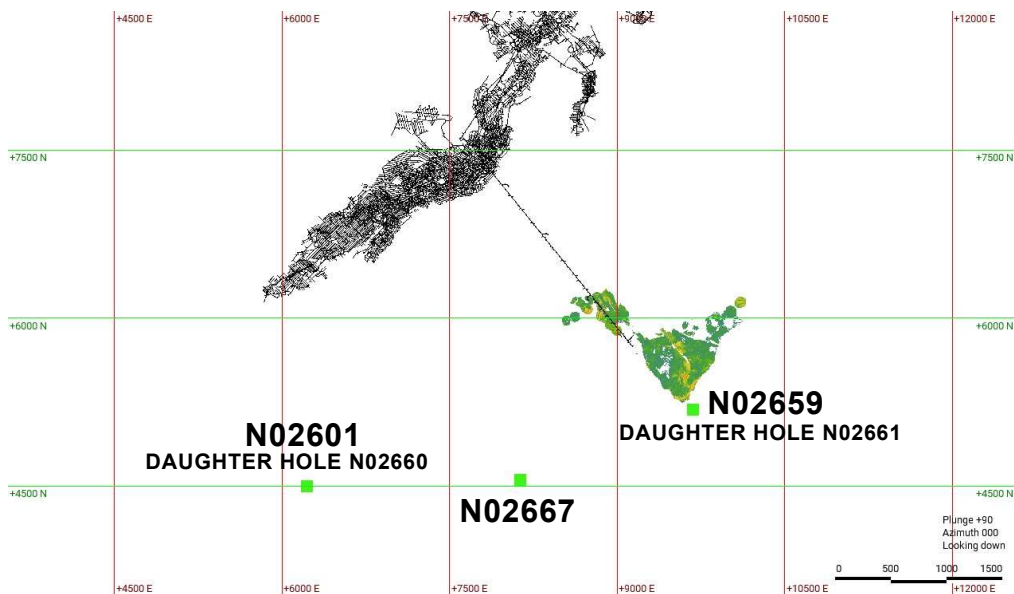 +4500 E +6000 E +7500 E +9000 E +10500 E +12000 E
+7500 N +7500 N
+6000 N +6000 N
N02659
DAUGHTER HOLE N02661
N02601
DAUGHTER HOLE N02660
+4500 N +4500 N
N02667
Plunge +90
Azimuth 000
Looking down
0 500 1000 1500
+4500 E +6000 E +7500 E +9000 E +10500 E +12000 E